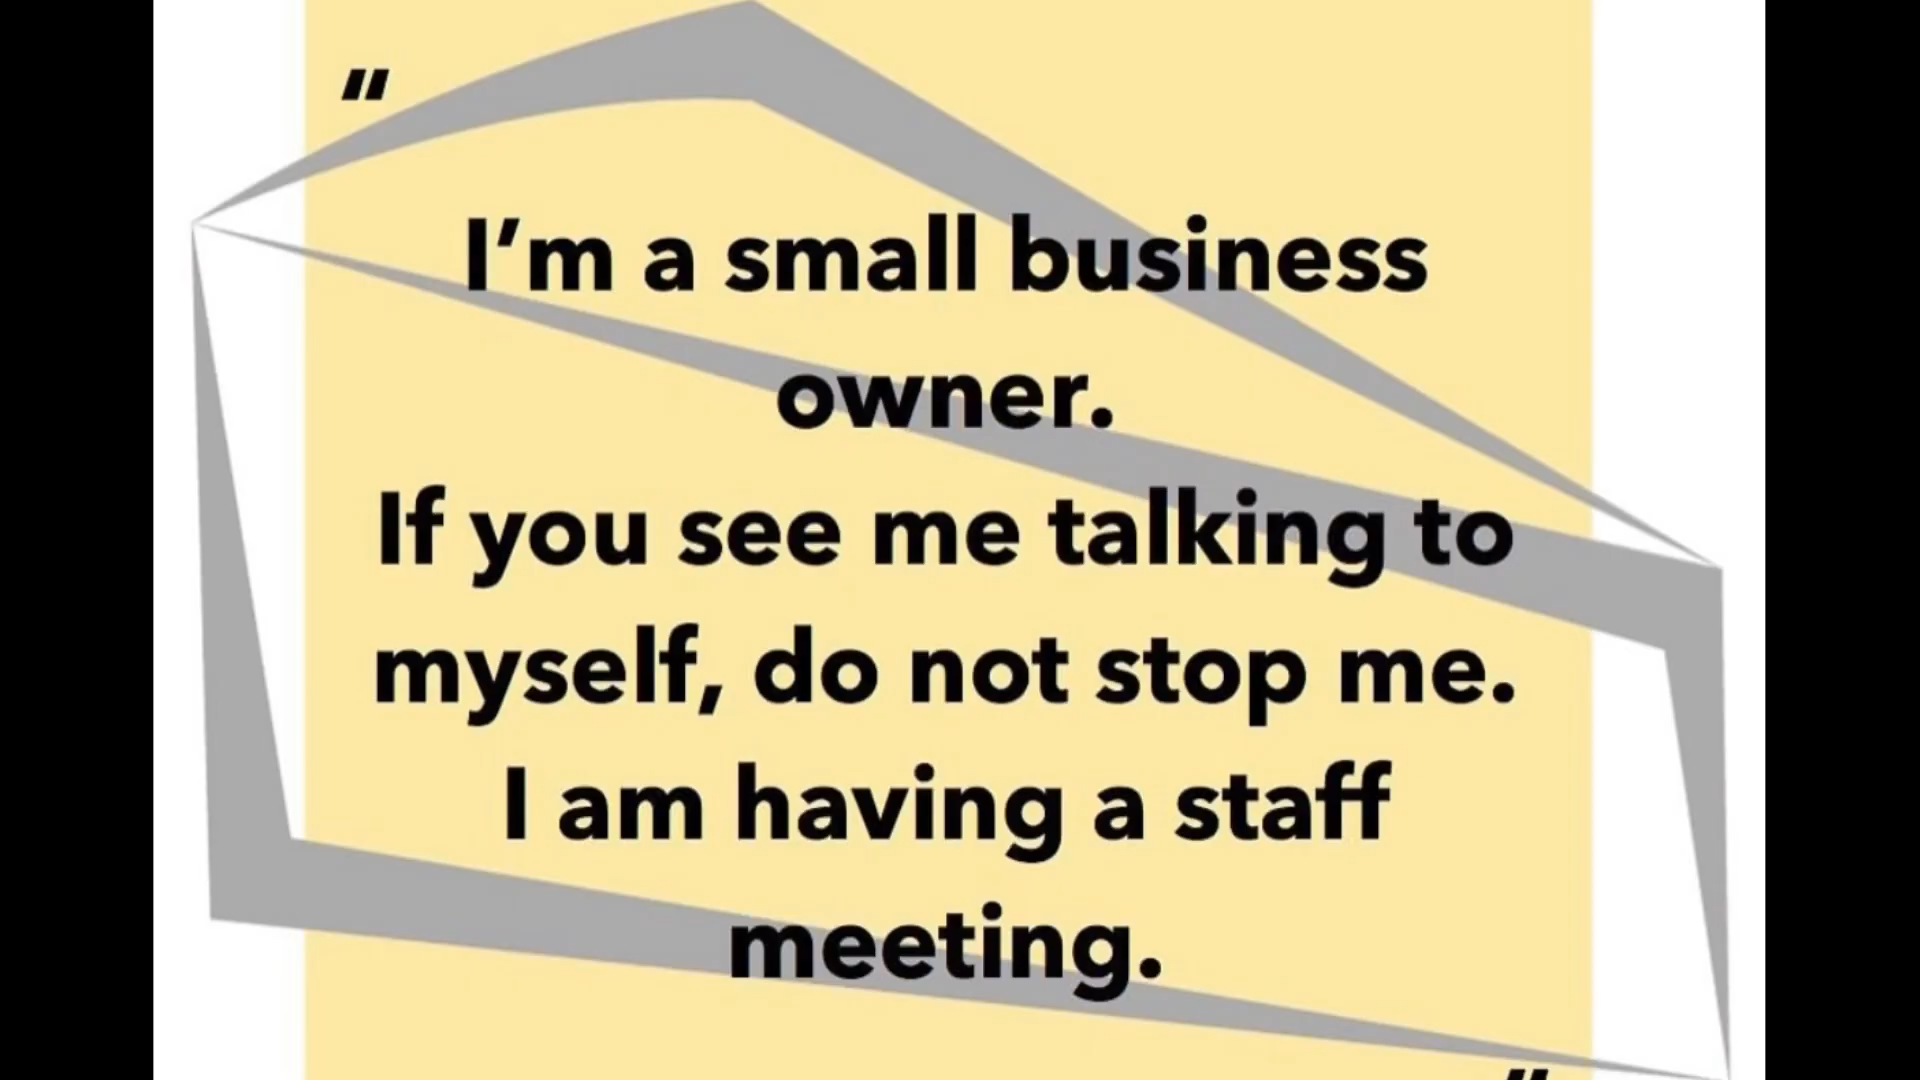 "
I’m a small business
owner.
If you see me talking to
myself, do not stop me.
I am having a staff
meeting.
"